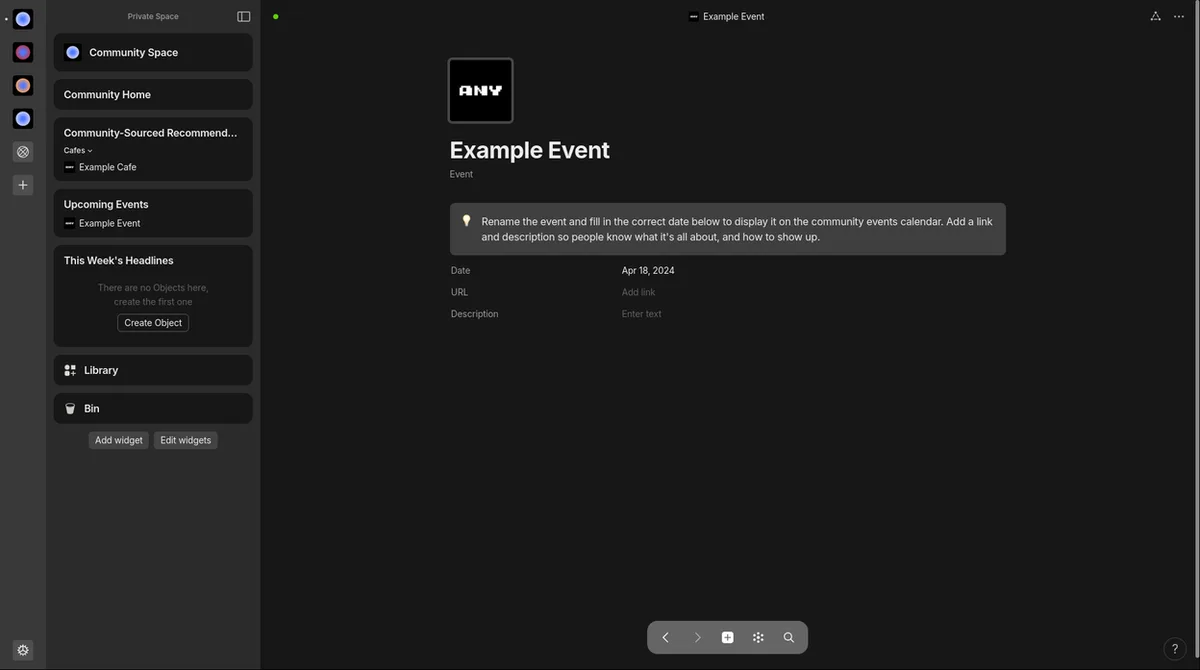 Private Space
Community Space
Community Home
Community-Sourced Recommend...
Cafes
Example Cafe
Upcoming Events
Example Event
This Week's Headlines
There are no Objects here,
create the first one
Create Object
Library
Bin
Add widget
Edit widgets
Example Event
ANY
Example Event
Event
Rename the event and fill in the correct date below to display it on the community events calendar. Add a link
and description so people know what it's all about, and how to show up.
Date Apr 18, 2024
URL Add link
Description Enter text
?